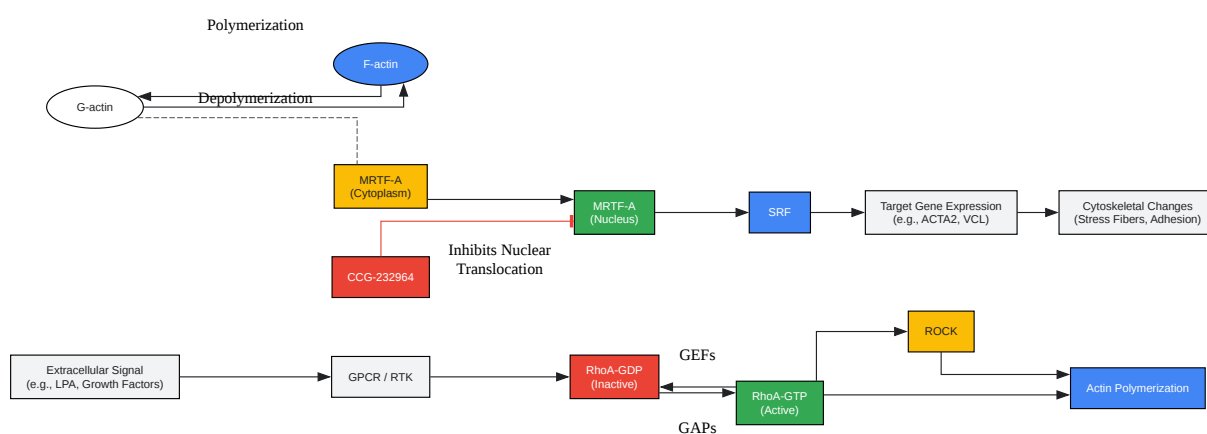 Polymerization
F-actin
Depolymerization
G-actin
MRTF-A
(Cytoplasm)
MRTF-A
(Nucleus)
SRF
Target Gene Expression
(e.g., ACTA2, VCL)
Cytoskeletal Changes
(Stress Fibers, Adhesion)
CCG-232964
Inhibits Nuclear
Translocation
Extracellular Signal
(e.g., LPA, Growth Factors)
GPCR / RTK
RhoA-GDP
(Inactive)
GEFs
GAPs
RhoA-GTP
(Active)
ROCK
Actin Polymerization